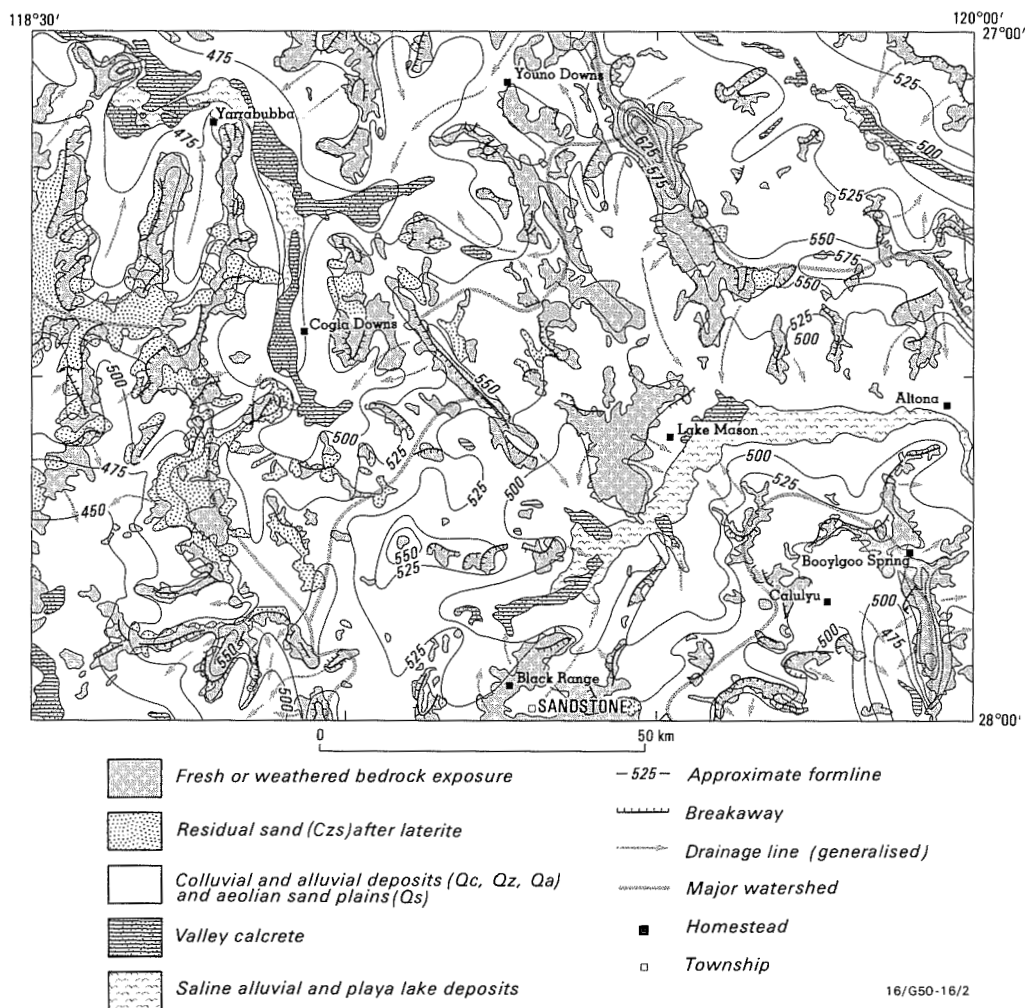 118°30′
120°00′
27°00′
475
525
Youno Downs
Yarrabubba
475
625
575
500
525
550
575
550
525
500
Cogla Downs
500
550
Altona
Lake Mason
500
525
500
475
525
500
525
450
550
525
Booylgoo Spring
Calulyu
500
475
500
525
550
Black Range
500
SANDSTONE
28°00′
0 50 km
Fresh or weathered bedrock exposure
Residual sand (Czs) after laterite
Colluvial and alluvial deposits (Qc, Qz, Qa)
and aeolian sand plains (Qs)
Valley calcrete
Saline alluvial and playa lake deposits
—525— Approximate formline
Breakaway
Drainage line (generalised)
Major watershed
Homestead
Township
16/G50-16/2